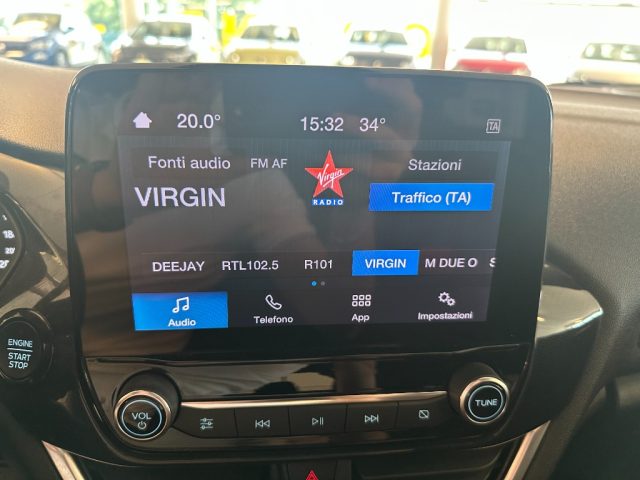 20.0° 15:32 34° TA
Fonti audio FM AF Virgin RADIO Stazioni
VIRGIN Traffico (TA)
DEEJAY RTL102.5 R101 VIRGIN M DUE O S
Audio Telefono App Impostazioni
ENGINE START STOP
VOL TUNE